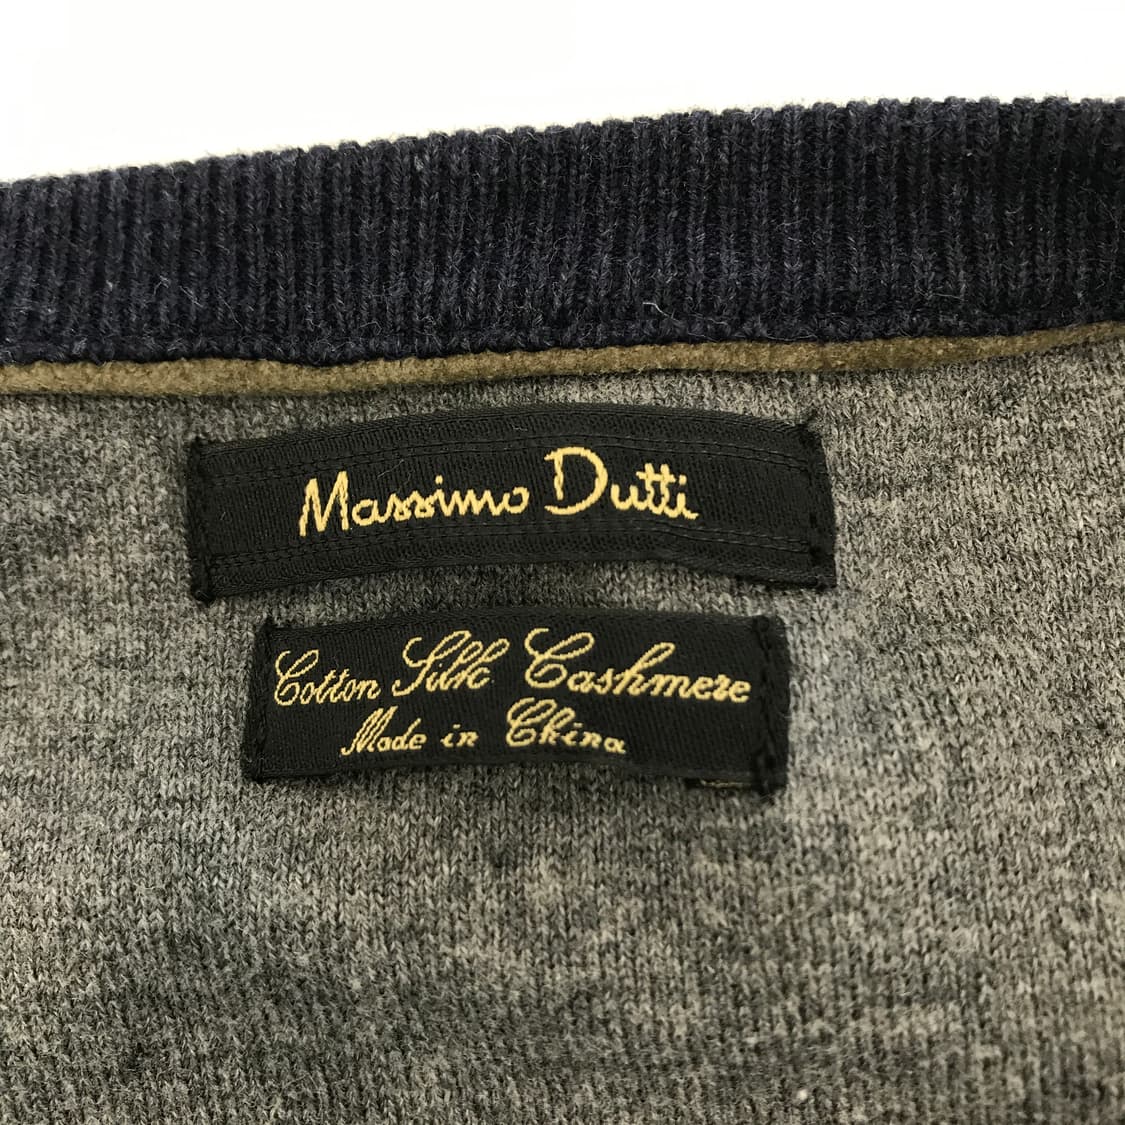 Massimo Dutti
Cotton Silk Cashmere
Made in China